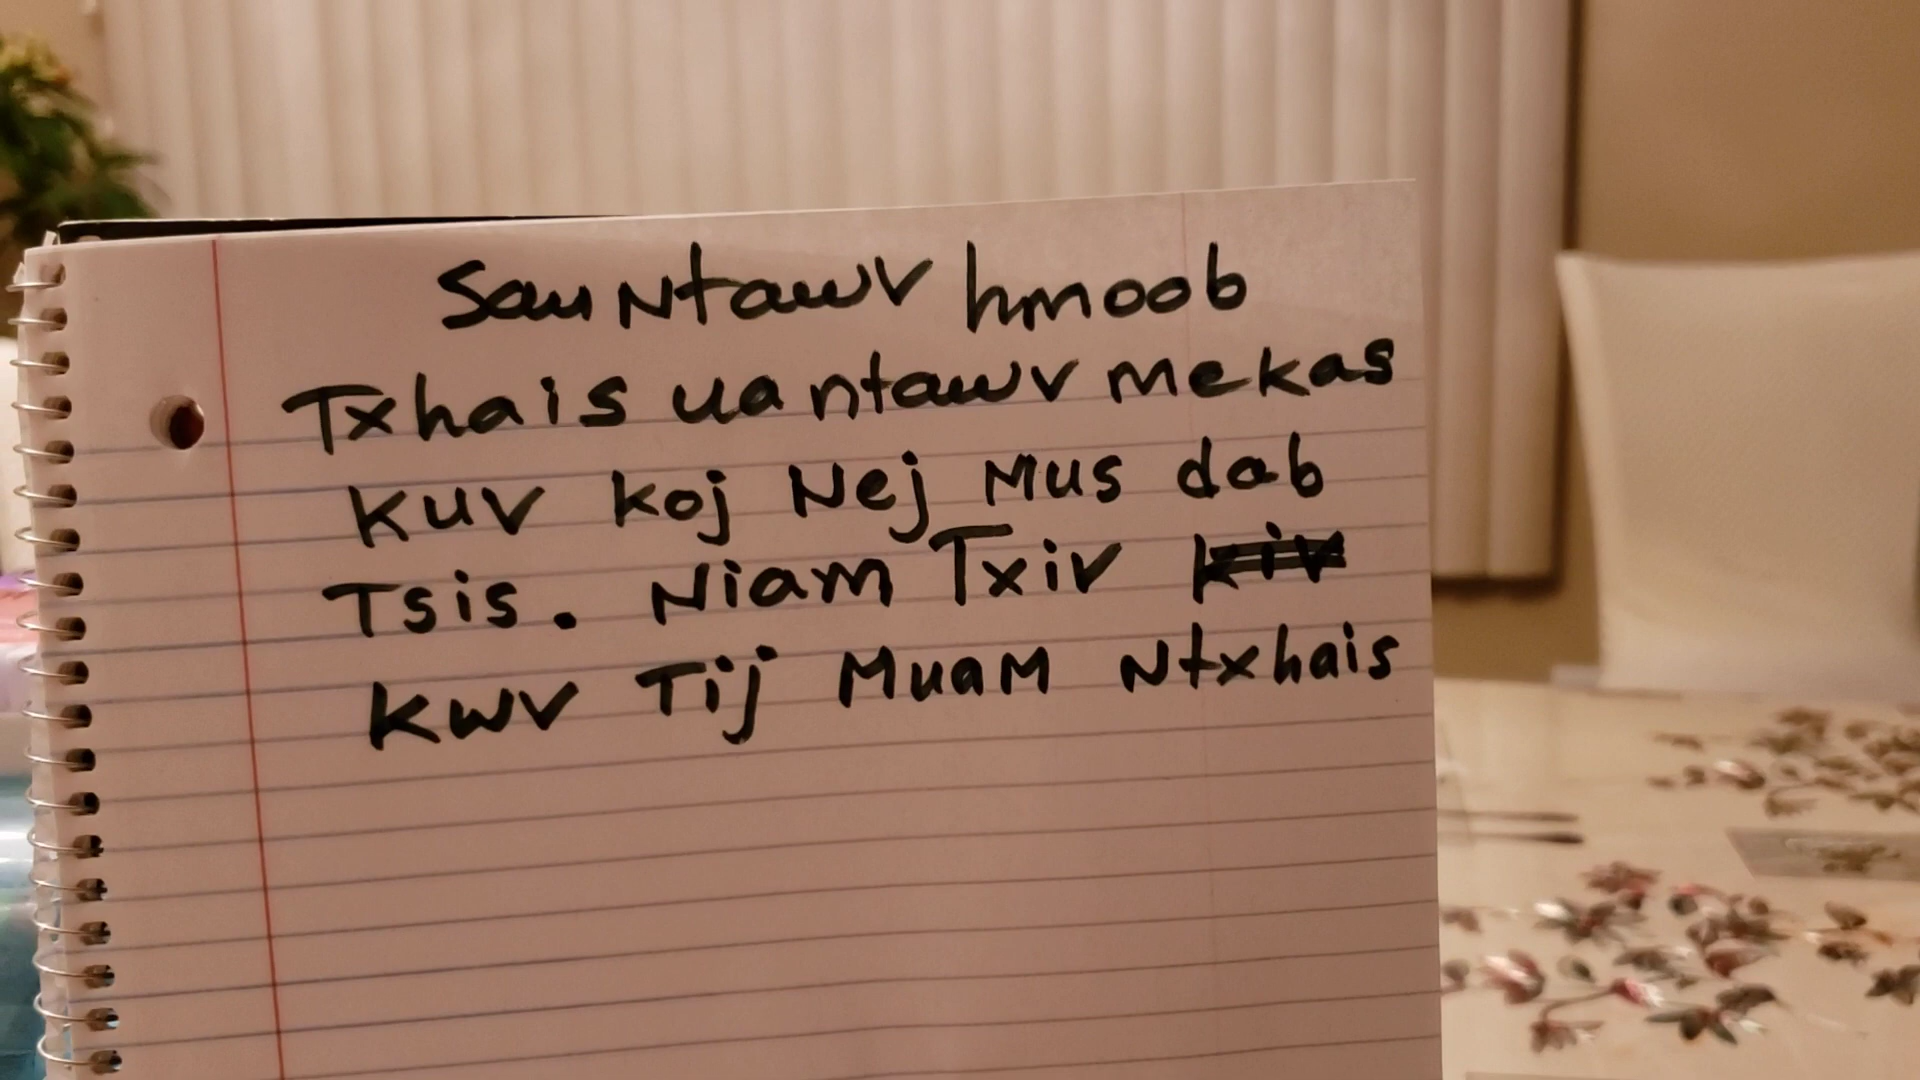 Sau Ntawv hmoob
Txhais ua ntawv mekas
Kuv koj Nej Mus dab
Tsis. Niam Txiv kiv
Kwv Tij Muam Ntxhais